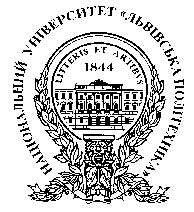 НАЦІОНАЛЬНИЙ УНІВЕРСИТЕТ «ЛЬВІВСЬКА ПОЛІТЕХНІКА»
LITTERIS ET ARTIBUS
1844